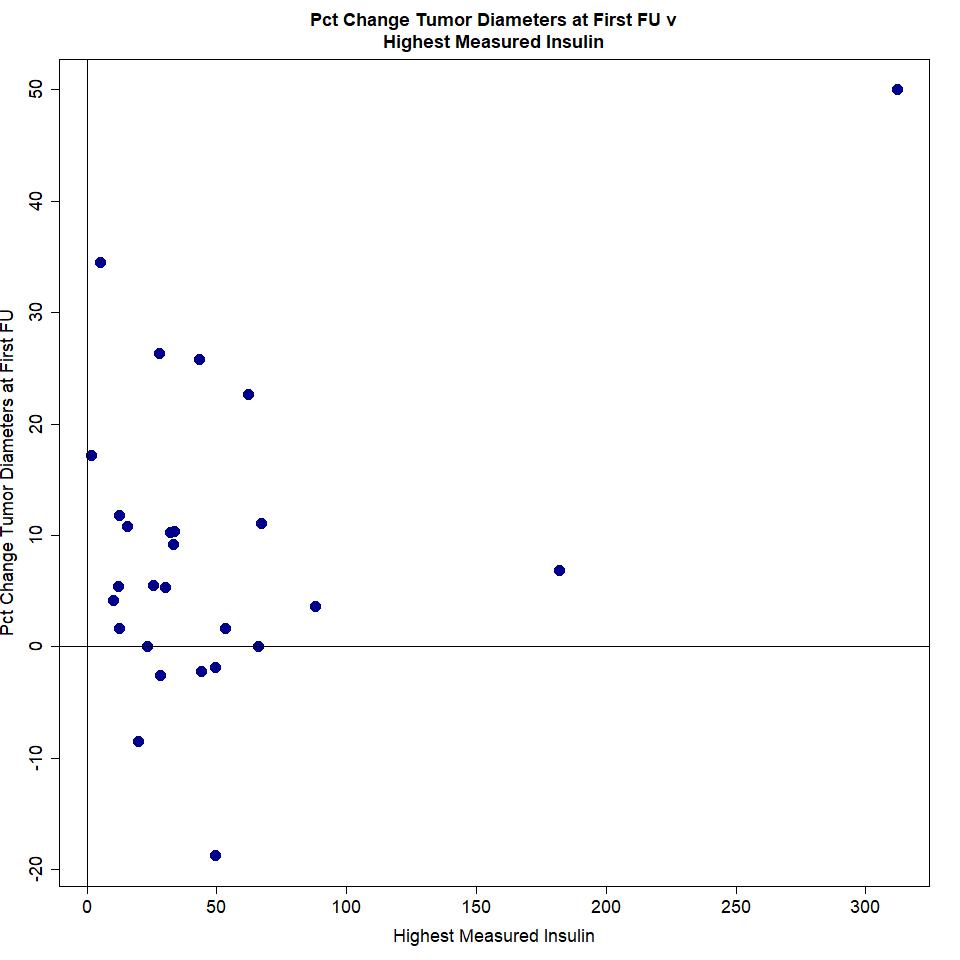 Pct Change Tumor Diameters at First FU v
Highest Measured Insulin
Pct Change Tumor Diameters at First FU
50
40
30
20
10
0
-10
-20
0 50 100 150 200 250 300
Highest Measured Insulin